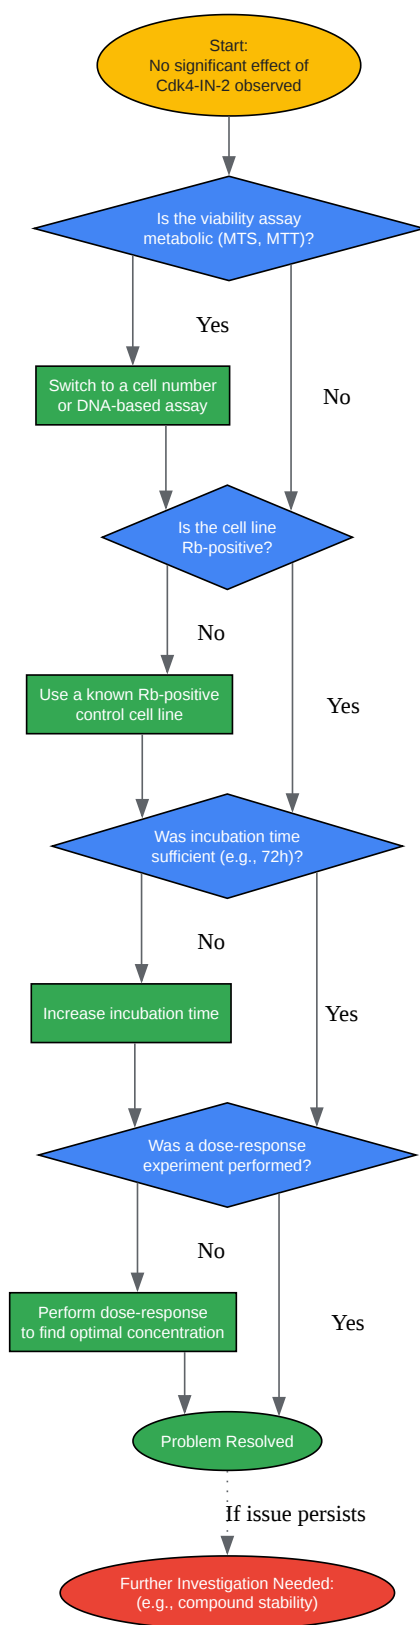 Start:
No significant effect of
Cdk4-IN-2 observed
Is the viability assay
metabolic (MTS, MTT)?
Yes
Switch to a cell number
or DNA-based assay
No
Is the cell line
Rb-positive?
No
Use a known Rb-positive
control cell line
Yes
Was incubation time
sufficient (e.g., 72h)?
No
Increase incubation time
Yes
Was a dose-response
experiment performed?
No
Perform dose-response
to find optimal concentration
Yes
Problem Resolved
If issue persists
Further Investigation Needed:
(e.g., compound stability)